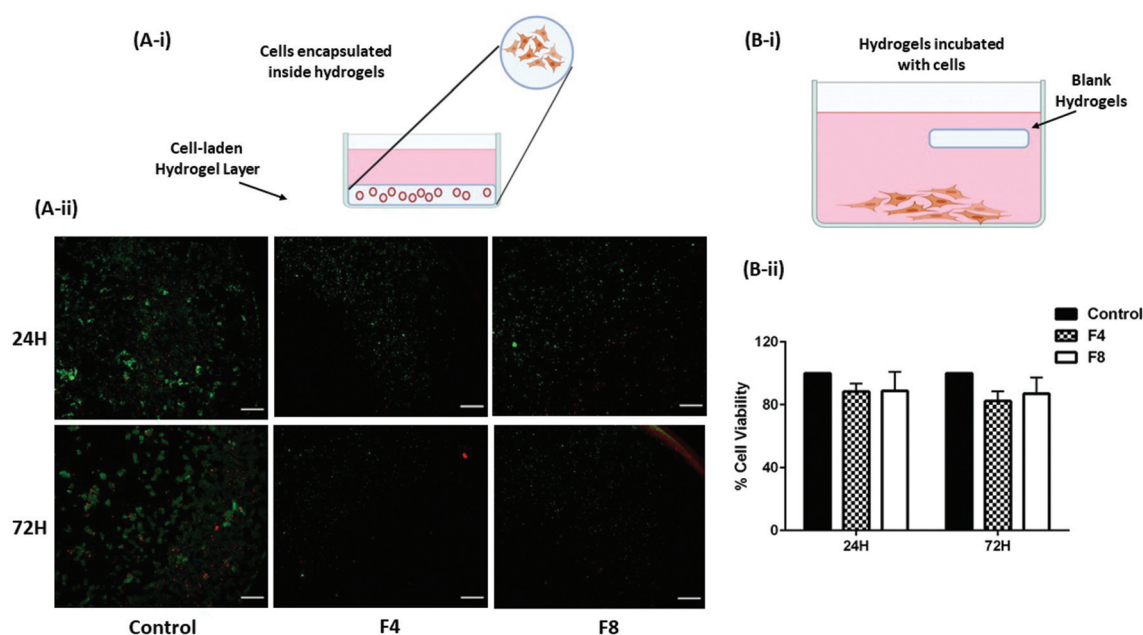 (A-i)
Cells encapsulated
inside hydrogels
Cell-laden
Hydrogel Layer
(A-ii)
24H
72H
Control
F4
F8
(B-i)
Hydrogels incubated
with cells
Blank
Hydrogels
(B-ii)
Control
F4
F8
% Cell Viability
120
80
40
0
24H
72H